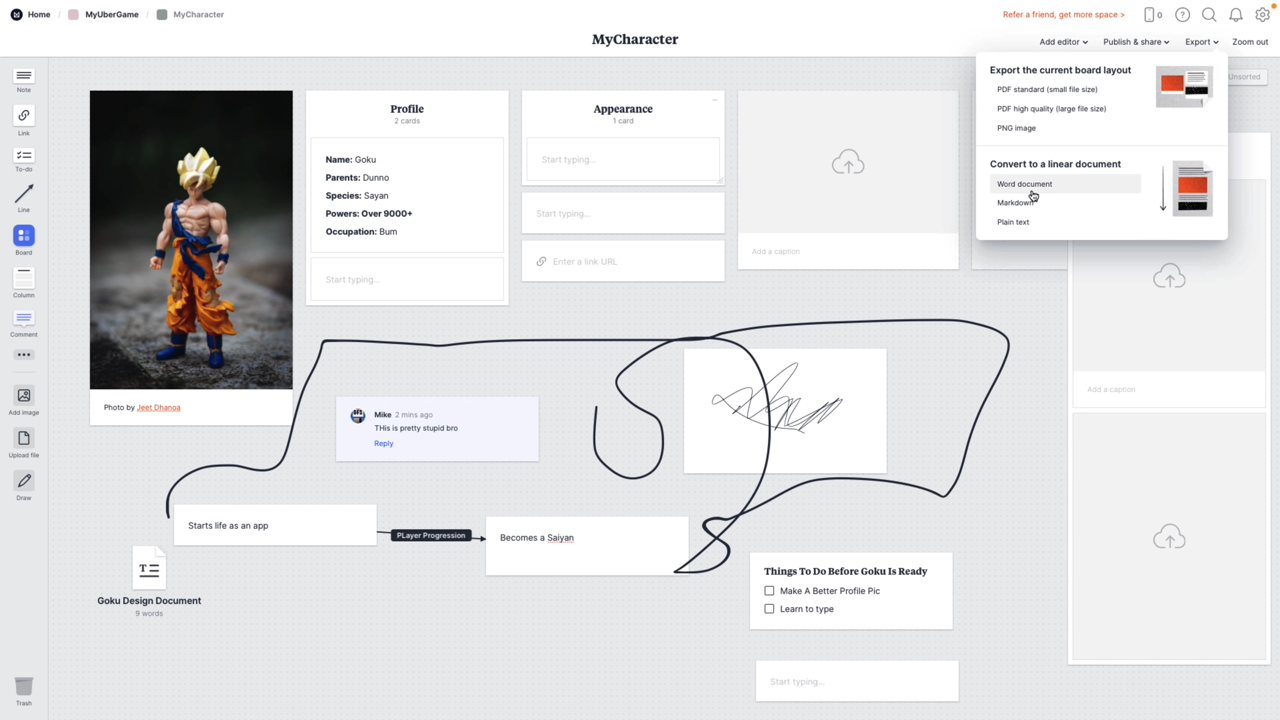 Home / MyUberGame / MyCharacter
Refer a friend, get more space >
0
MyCharacter
Add editor
Publish & share
Export
Zoom out
Note
Link
To-do
Line
Board
Column
Comment
Add image
Upload file
Draw
Trash
Photo by Jeet Dhanoa
Profile
2 cards
Name: Goku
Parents: Dunno
Species: Sayan
Powers: Over 9000+
Occupation: Bum
Start typing...
Appearance
1 card
Start typing...
Start typing...
Enter a link URL
Add a caption
Unsorted
Export the current board layout
PDF standard (small file size)
PDF high quality (large file size)
PNG image
Convert to a linear document
Word document
Markdown
Plain text
Add a caption
Mike 2 mins ago
THis is pretty stupid bro
Reply
Starts life as an app
PLayer Progression
Becomes a Saiyan
Goku Design Document
9 words
Things To Do Before Goku Is Ready
Make A Better Profile Pic
Learn to type
Start typing...